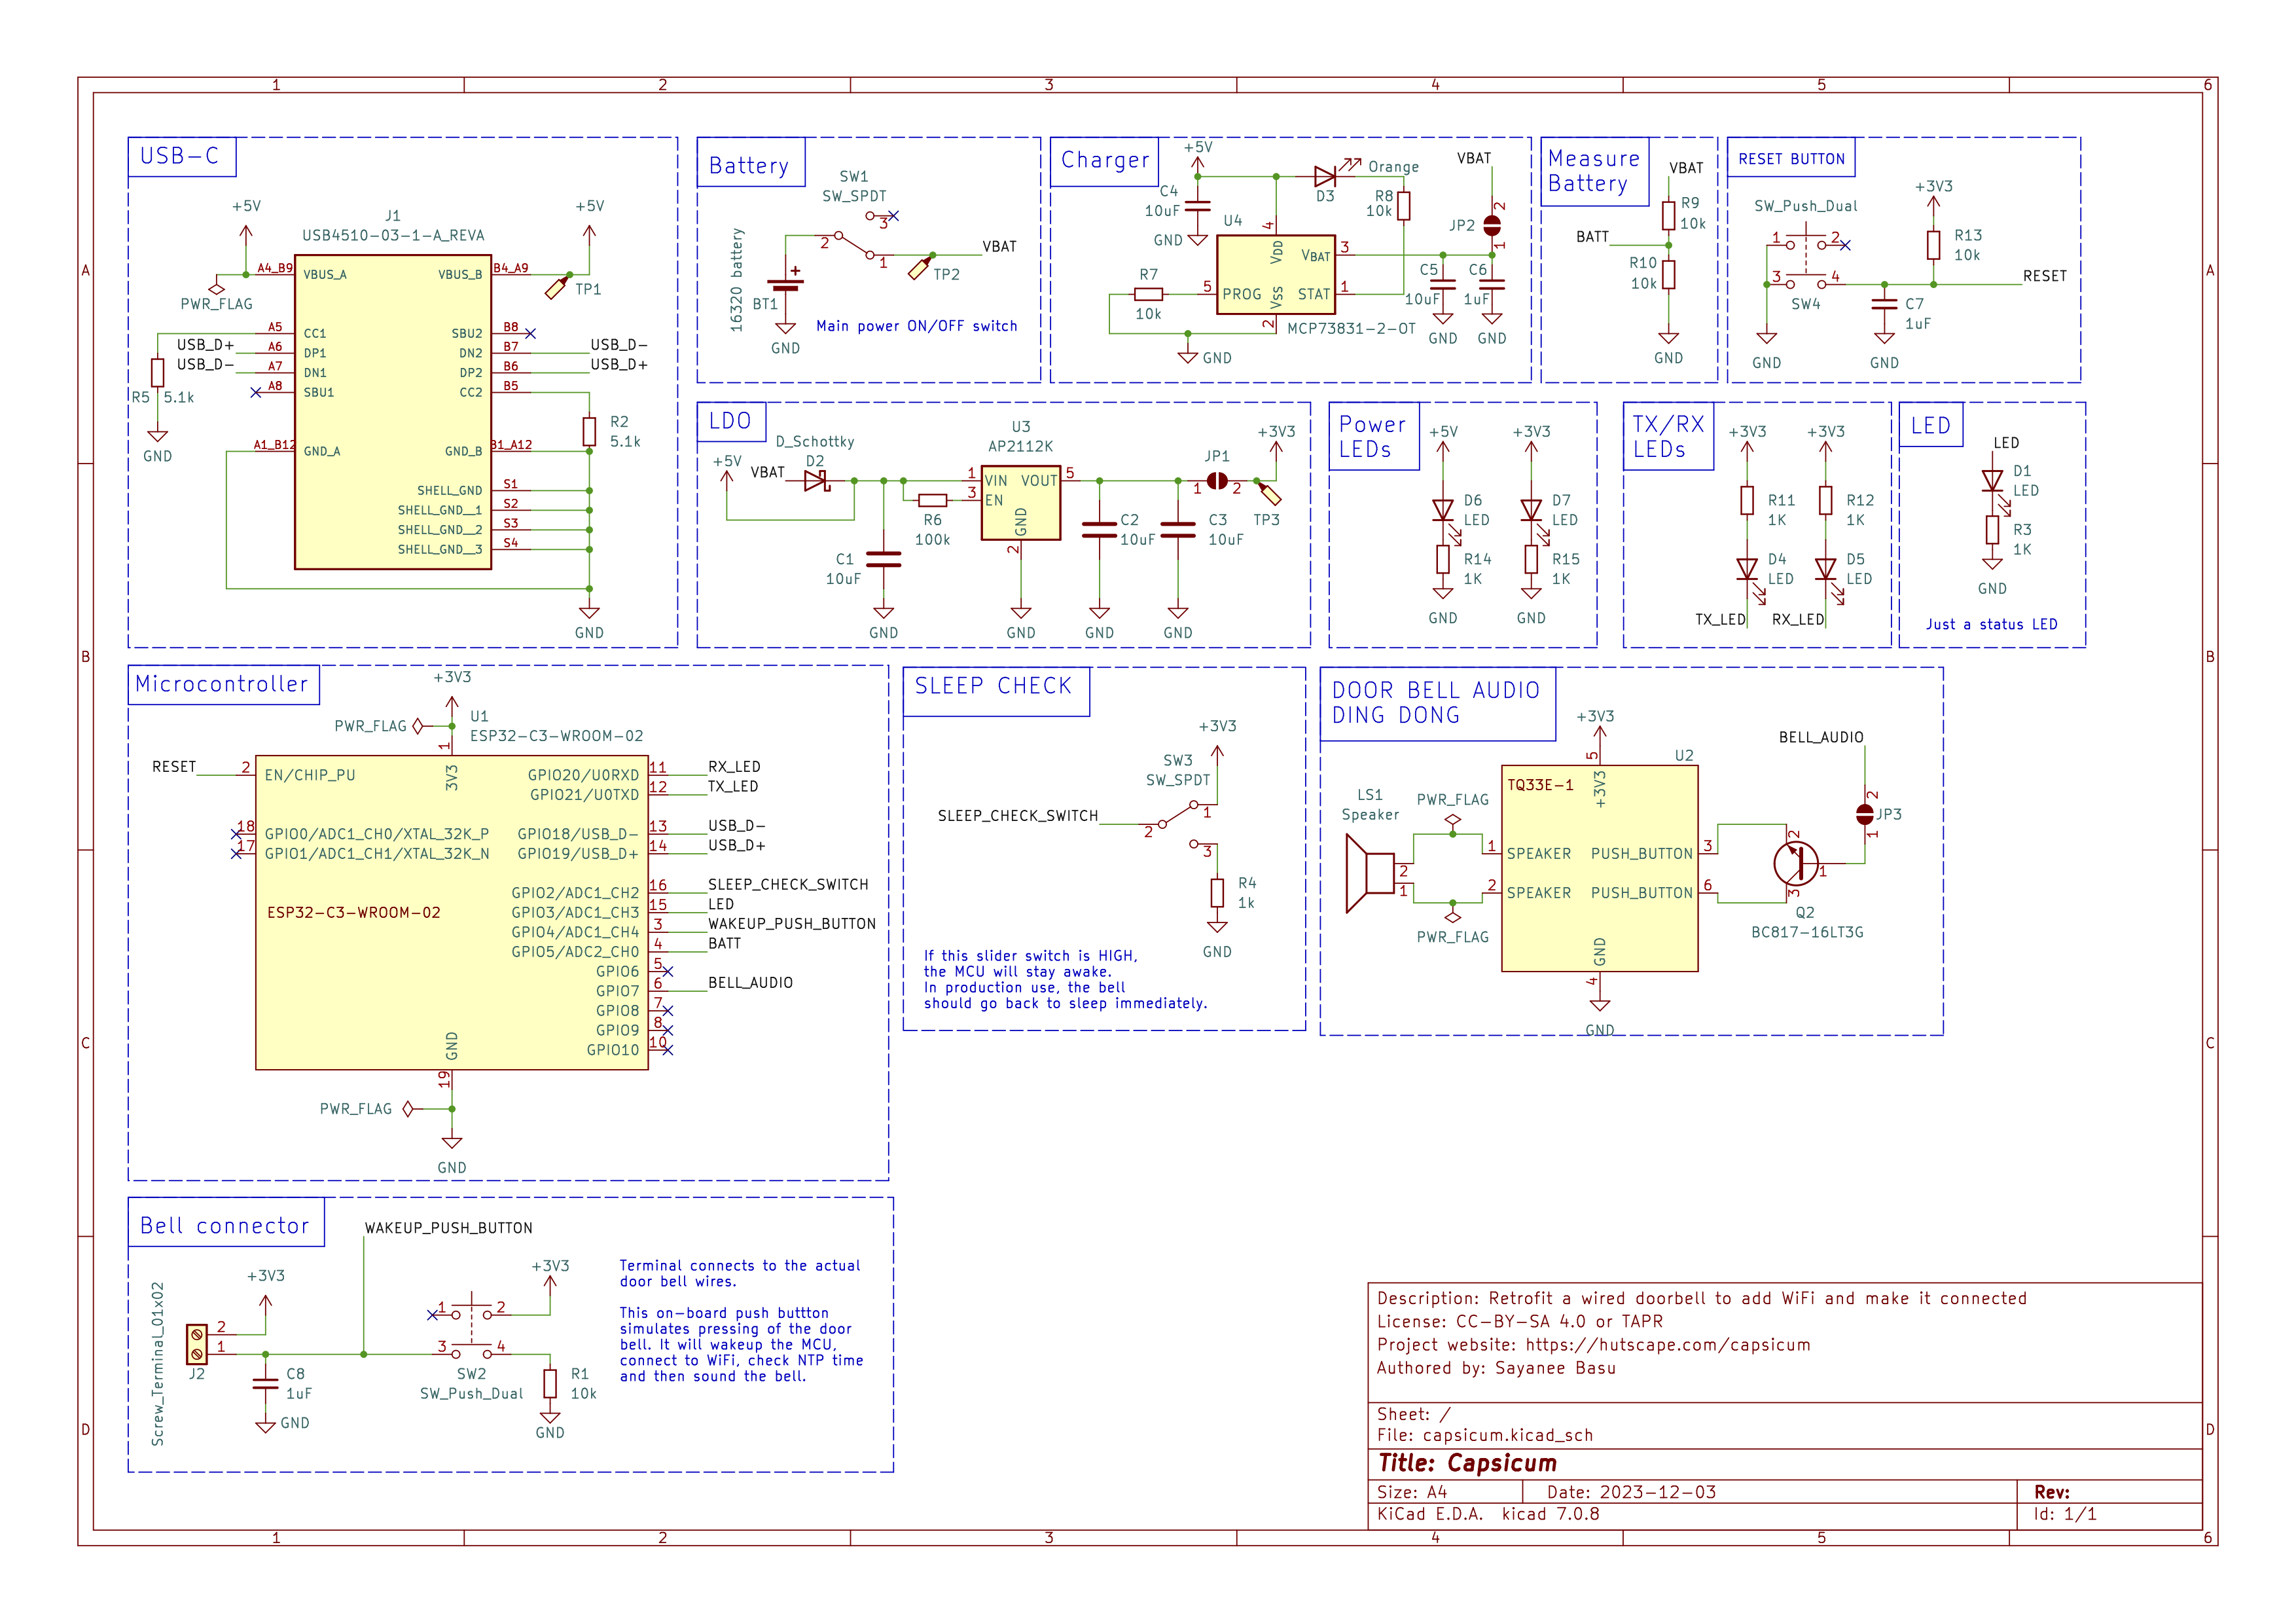 1 2 3 4 5 6
A
B
C
D
USB-C
+5V
J1
USB4510-03-1-A_REVA
+5V
A4_B9 VBUS_A VBUS_B B4_A9
TP1
PWR_FLAG
A5 CC1 SBU2 B8
USB_D+ A6 DP1 DN2 B7 USB_D-
USB_D- A7 DN1 DP2 B6 USB_D+
A8 SBU1 CC2 B5
R5 5.1k
GND
R2
5.1k
A1_B12 GND_A GND_B B1_A12
SHELL_GND S1
SHELL_GND__1 S2
SHELL_GND__2 S3
SHELL_GND__3 S4
GND
Battery
SW1
SW_SPDT
3
2
1
VBAT
TP2
16320 battery
+
BT1
GND
Main power ON/OFF switch
Charger
+5V
C4
10uF
GND
D3
Orange
R8
10k
VBAT
JP2
2
1
U4
4
VDD
VBAT 3
5 PROG
STAT 1
VSS
2
MCP73831-2-OT
R7
10k
GND
C5
10uF
GND
C6
1uF
GND
Measure
Battery
VBAT
R9
10k
BATT
R10
10k
GND
RESET BUTTON
SW_Push_Dual
1 2
3 4
SW4
GND
+3V3
R13
10k
RESET
C7
1uF
GND
LDO
D_Schottky
D2
+5V
VBAT
R6
100k
C1
10uF
GND
U3
AP2112K
1 VIN VOUT 5
3 EN
GND
2
GND
C2
10uF
GND
C3
10uF
GND
JP1
1 2
+3V3
TP3
Power
LEDs
+5V +3V3
D6
LED
D7
LED
R14
1K
R15
1K
GND GND
TX/RX
LEDs
+3V3 +3V3
R11
1K
R12
1K
D4
LED
D5
LED
TX_LED RX_LED
LED
LED
D1
LED
R3
1K
GND
Just a status LED
Microcontroller
+3V3
PWR_FLAG
U1
ESP32-C3-WROOM-02
1
3V3
RESET 2 EN/CHIP_PU
GPIO20/U0RXD 11 RX_LED
GPIO21/U0TXD 12 TX_LED
18 GPIO0/ADC1_CH0/XTAL_32K_P
GPIO18/USB_D- 13 USB_D-
17 GPIO1/ADC1_CH1/XTAL_32K_N
GPIO19/USB_D+ 14 USB_D+
GPIO2/ADC1_CH2 16 SLEEP_CHECK_SWITCH
ESP32-C3-WROOM-02
GPIO3/ADC1_CH3 15 LED
GPIO4/ADC1_CH4 3 WAKEUP_PUSH_BUTTON
GPIO5/ADC2_CH0 4 BATT
GPIO6 5
GPIO7 6 BELL_AUDIO
GPIO8 7
GPIO9 8
GPIO10 10
GND
19
PWR_FLAG
GND
SLEEP CHECK
+3V3
SW3
SW_SPDT
SLEEP_CHECK_SWITCH
2
1
3
R4
1k
GND
If this slider switch is HIGH,
the MCU will stay awake.
In production use, the bell
should go back to sleep immediately.
DOOR BELL AUDIO
DING DONG
+3V3
5
U2
TQ33E-1
+3V3
LS1
Speaker
2
1
PWR_FLAG
1 SPEAKER PUSH_BUTTON 3
2 SPEAKER PUSH_BUTTON 6
PWR_FLAG
GND
4
GND
BELL_AUDIO
2
JP3
1
2
1
3
Q2
BC817-16LT3G
Bell connector
WAKEUP_PUSH_BUTTON
Screw_Terminal_01x02
+3V3
2
1
J2
C8
1uF
GND
1 2
3 4
SW2
SW_Push_Dual
+3V3
R1
10k
GND
Terminal connects to the actual
door bell wires.
This on-board push buttton
simulates pressing of the door
bell. It will wakeup the MCU,
connect to WiFi, check NTP time
and then sound the bell.
Description: Retrofit a wired doorbell to add WiFi and make it connected
License: CC-BY-SA 4.0 or TAPR
Project website: https://hutscape.com/capsicum
Authored by: Sayanee Basu
Sheet: /
File: capsicum.kicad_sch
Title: Capsicum
Size: A4 Date: 2023-12-03 Rev:
KiCad E.D.A. kicad 7.0.8 Id: 1/1
A
B
C
D
1 2 3 4 5 6